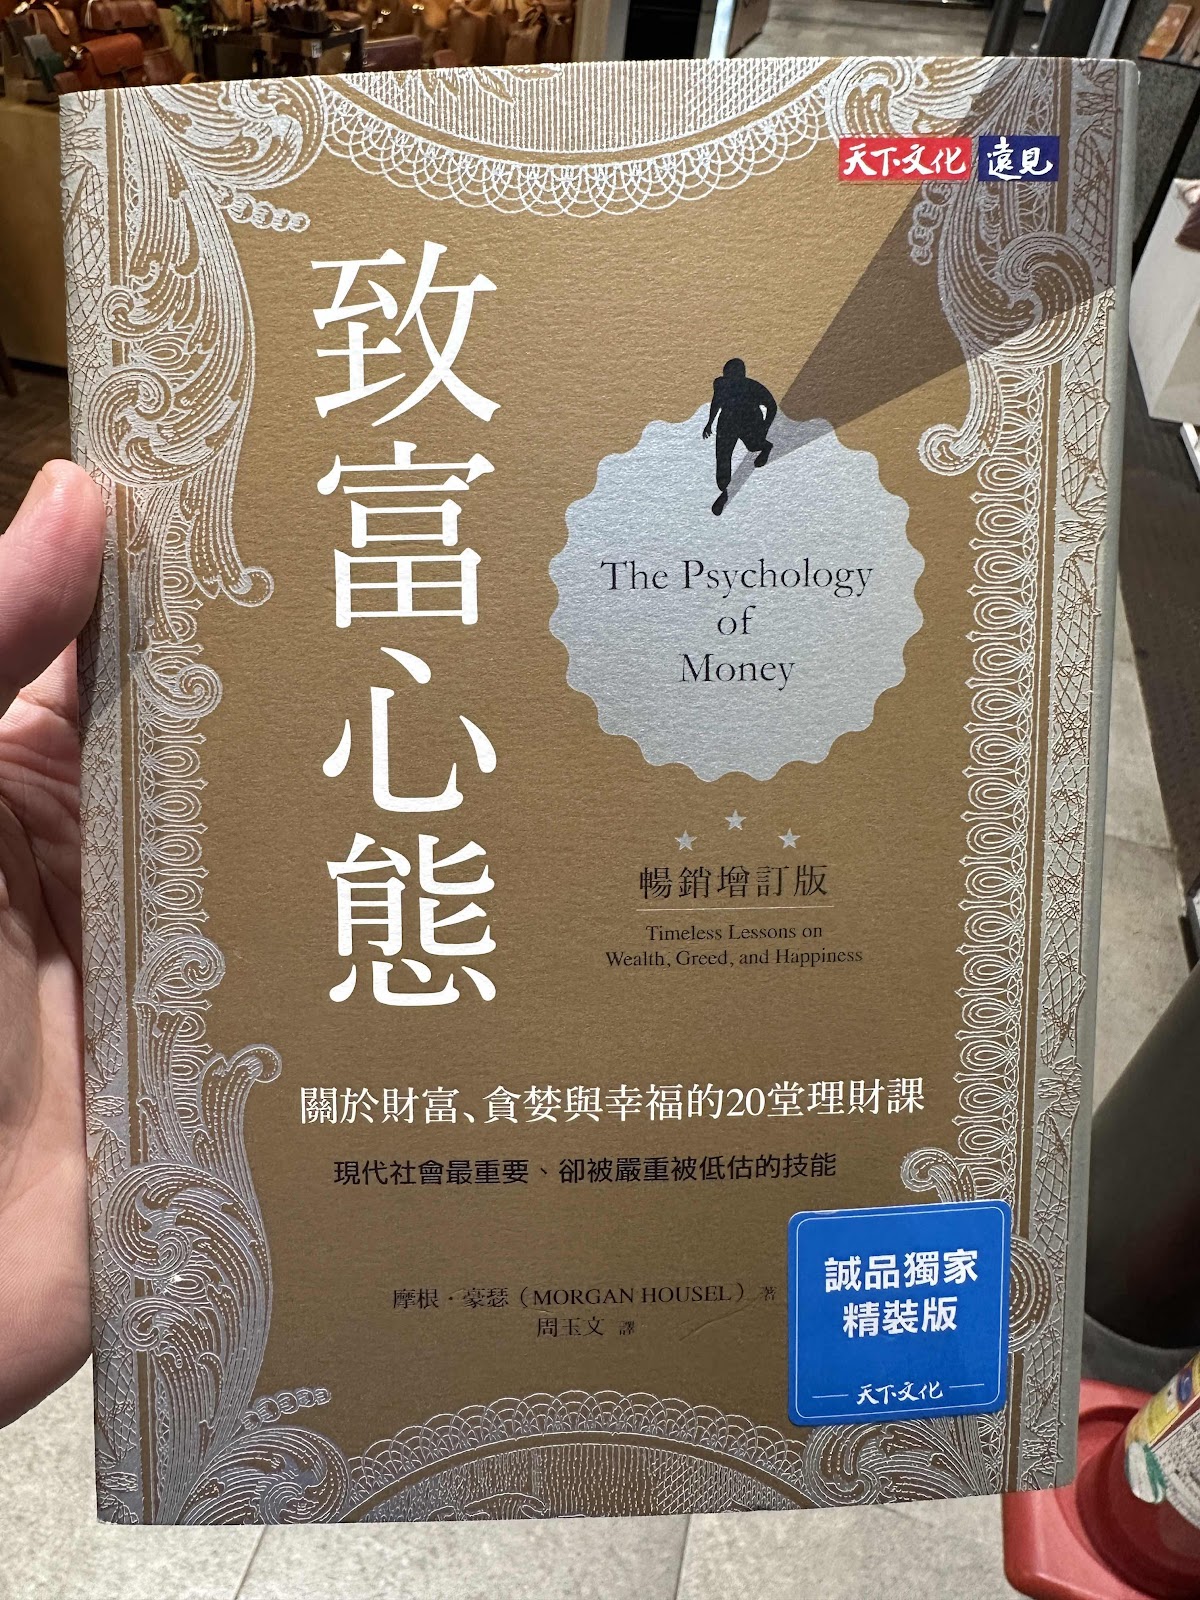 天下文化 遠見
致富心態
The Psychology
of
Money
暢銷增訂版
Timeless Lessons on
Wealth, Greed, and Happiness
關於財富、貪婪與幸福的20堂理財課
現代社會最重要、卻被嚴重被低估的技能
摩根・豪瑟（MORGAN HOUSEL）著
周玉文 譯
誠品獨家
精裝版
天下文化